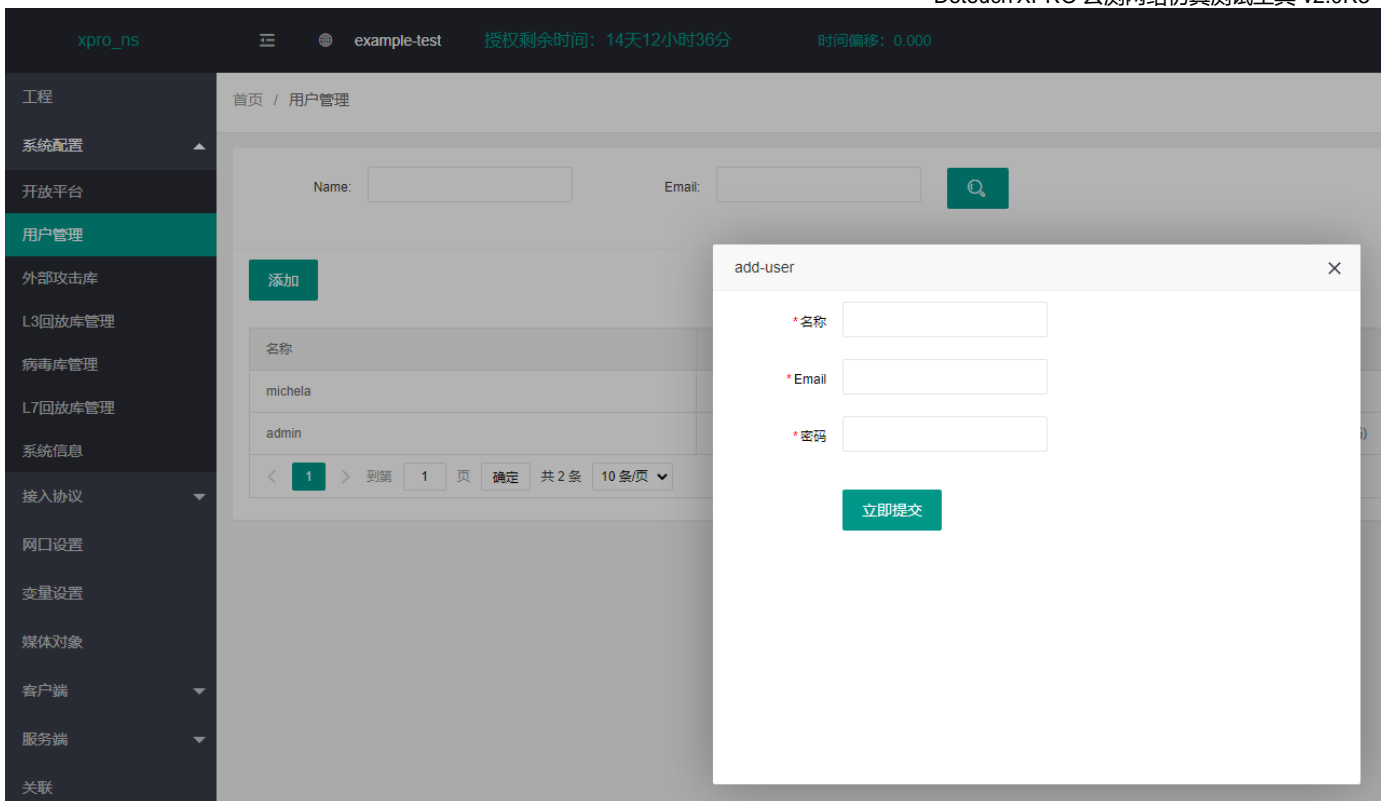 xpro_ns
example-test
授权剩余时间：14天12小时36分
时间偏移：0.000
工程
首页 / 用户管理
系统配置
开放平台
用户管理
外部攻击库
L3回放库管理
病毒库管理
L7回放库管理
系统信息
接入协议
网口设置
变量设置
媒体对象
客户端
服务端
关联
Name:
Email:
添加
名称
michela
admin
1
到第 1 页 确定 共 2 条 10 条/页
add-user
*名称
*Email
*密码
立即提交